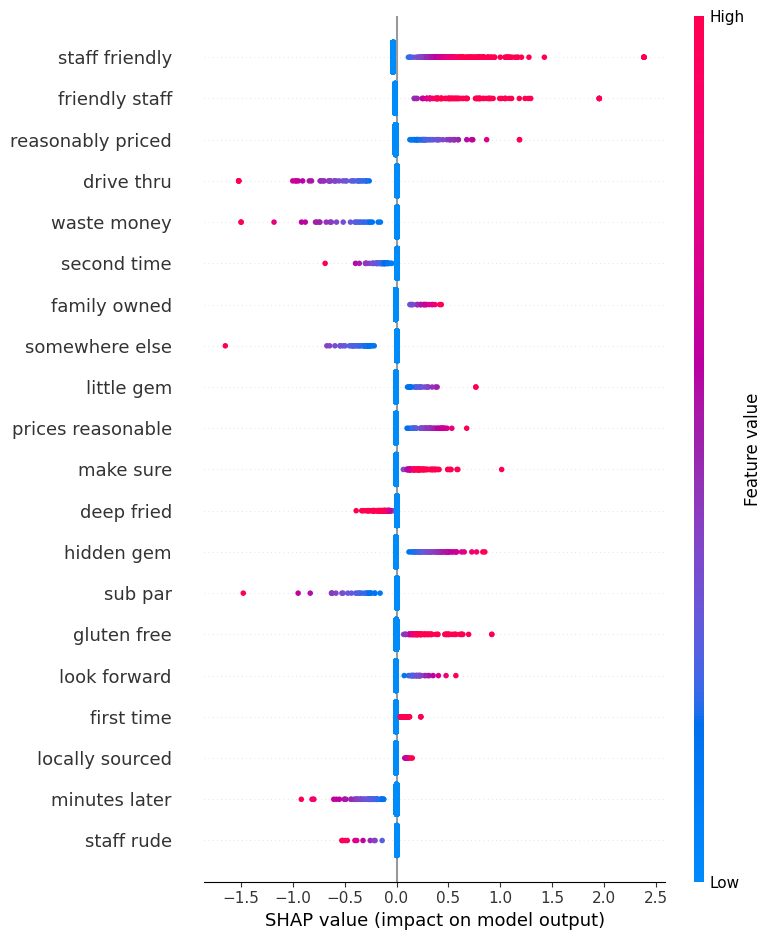 High
staff friendly
friendly staff
reasonably priced
drive thru
waste money
second time
family owned
somewhere else
little gem
prices reasonable
make sure
deep fried
hidden gem
sub par
gluten free
look forward
first time
locally sourced
minutes later
staff rude
Feature value
Low
−1.5 −1.0 −0.5 0.0 0.5 1.0 1.5 2.0 2.5
SHAP value (impact on model output)